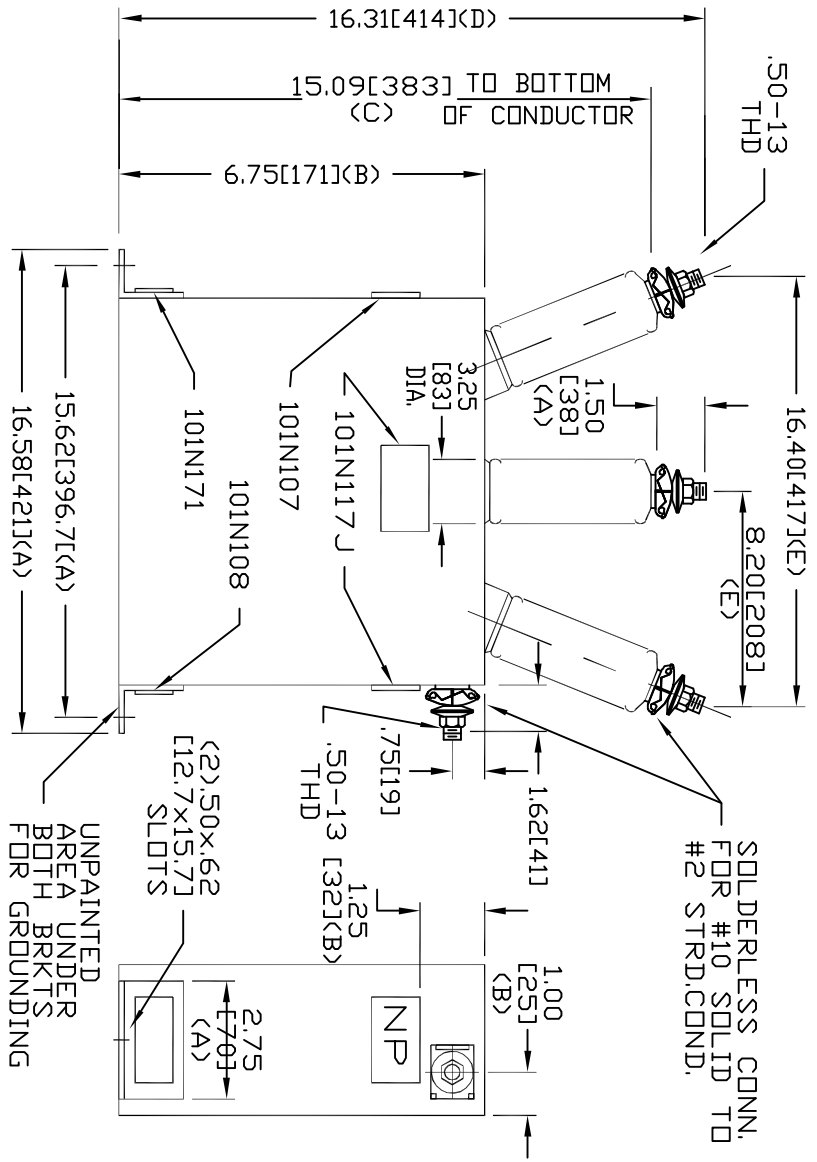 16.31[414](D)
15.09[383] TO BOTTOM
(C) OF CONDUCTOR
6.75[171](B)
.50-13
THD
16.40[417](E)
8.20[208]
(E)
1.50
[38]
(A)
3.25
[83]
DIA.
101N117J
101N107
101N171
101N108
15.62[396.7](A)
16.58[421](A)
SOLDERLESS CONN.
FOR #10 SOLID TO
#2 STRD.COND.
1.62[41]
.75[19]
.50-13
THD
1.25
[32](B)
1.00
[25]
(B)
NP
2.75
[70]
(A)
(2).50x.62
[12.7x15.7]
SLOTS
UNPAINTED
AREA UNDER
BOTH BRKTS
FOR GROUNDING